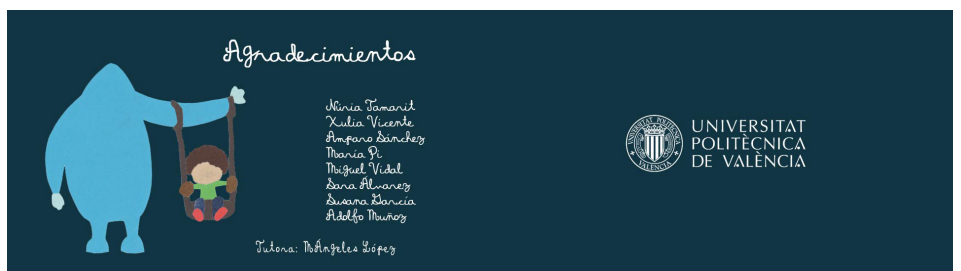 Agradecimientos
Núria Tamarit
Xulia Vicente
Amparo Sánchez
María Pi
Miguel Vidal
Sara Álvarez
Susana García
Adolfo Muñoz
Tutora: MÁngeles López
UNIVERSITAT
POLITÈCNICA
DE VALÈNCIA